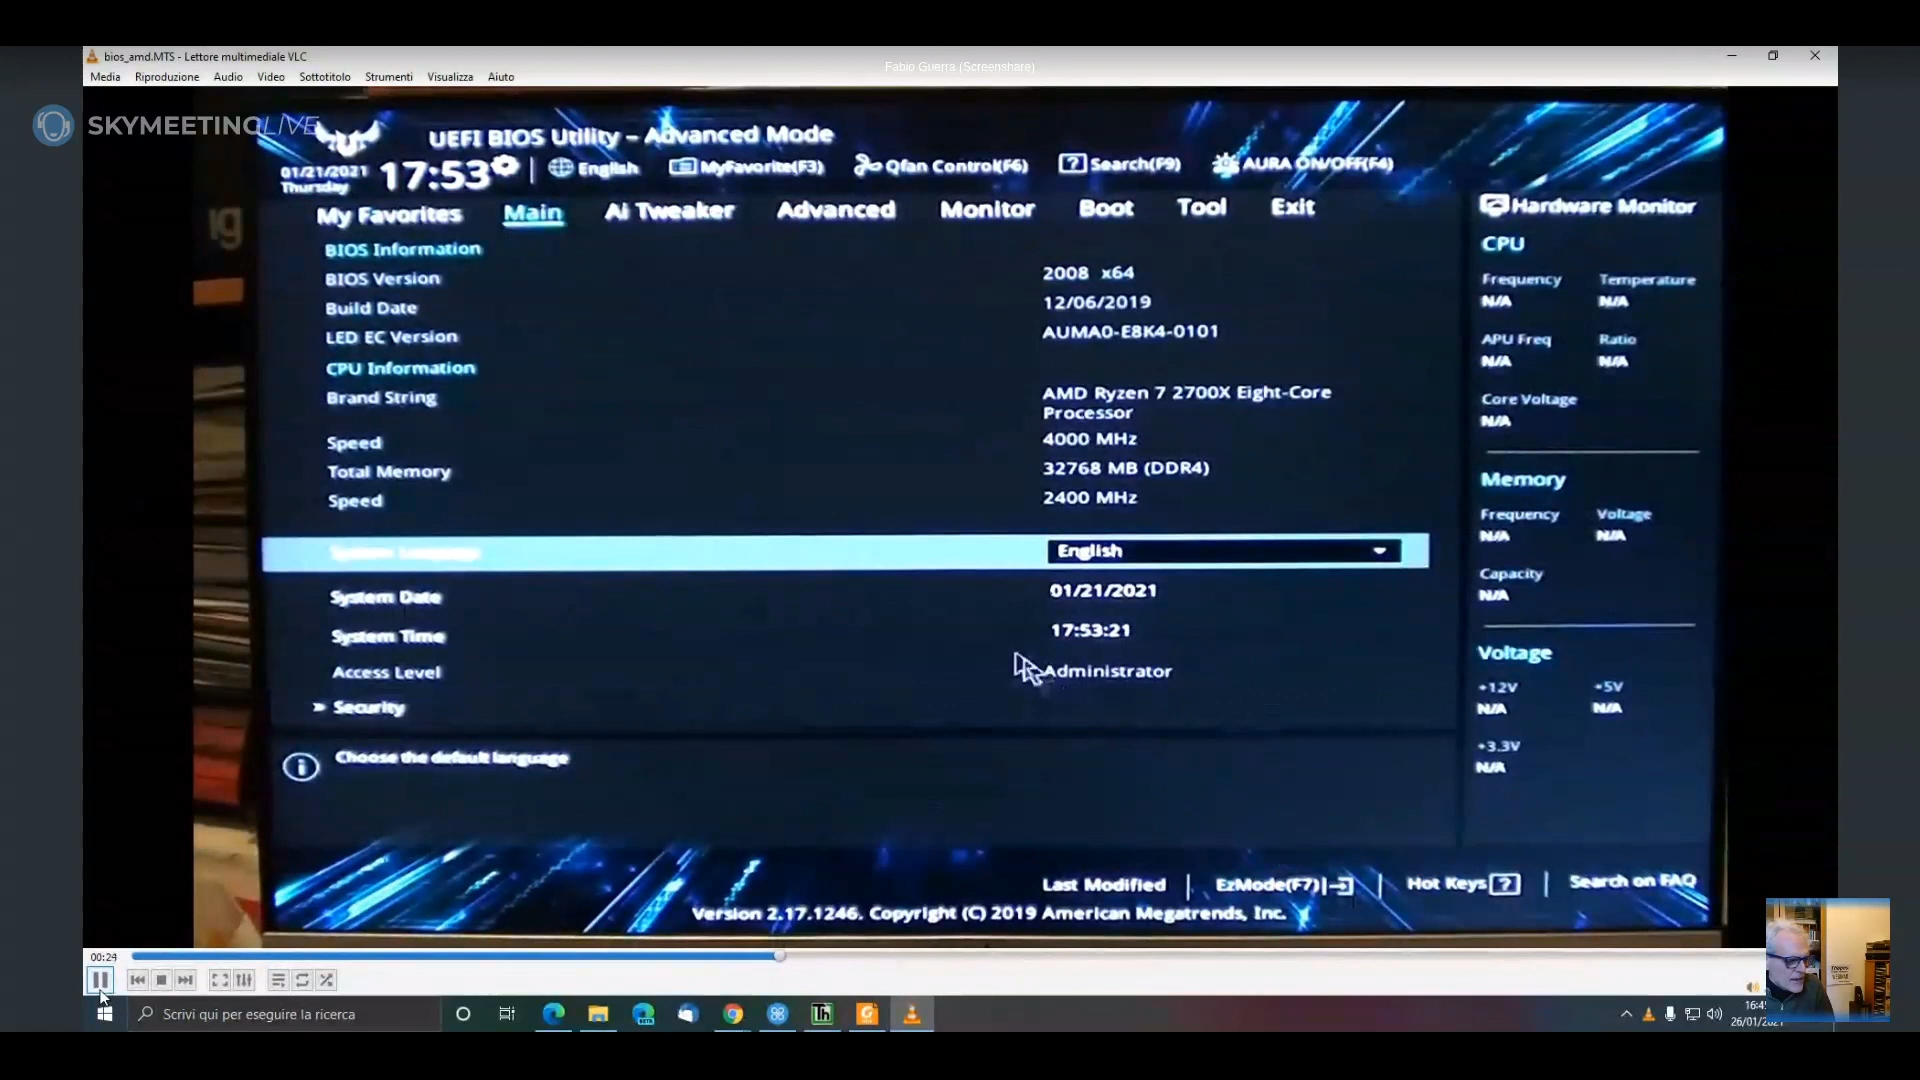 bios_amd.MTS - Lettore multimediale VLC
Fabio Guerra (Screenshare)
Media Riproduzione Audio Video Sottotitolo Strumenti Visualizza Aiuto
SKYMEETINGLIVE
UEFI BIOS Utility – Advanced Mode
01/21/2021
Thursday
17:53
English MyFavorite(F3) Qfan Control(F6) Search(F9) AURA ON/OFF(F4)
My Favorites Main Ai Tweaker Advanced Monitor Boot Tool Exit
Hardware Monitor
BIOS Information
BIOS Version 2008 x64
Build Date 12/06/2019
LED EC Version AUMA0-E8K4-0101
CPU Information
Brand String AMD Ryzen 7 2700X Eight-Core
Processor
Speed 4000 MHz
Total Memory 32768 MB (DDR4)
Speed 2400 MHz
System Language English
System Date 01/21/2021
System Time 17:53:21
Access Level Administrator
Security
Choose the default language
CPU
Frequency Temperature
N/A N/A
APU Freq Ratio
N/A N/A
Core Voltage
N/A
Memory
Frequency Voltage
N/A N/A
Capacity
N/A
Voltage
+12V +5V
N/A N/A
+3.3V
N/A
Last Modified EzMode(F7) Hot Keys ? Search on FAQ
Version 2.17.1246. Copyright (C) 2019 American Megatrends, Inc.
00:24
Scrivi qui per eseguire la ricerca